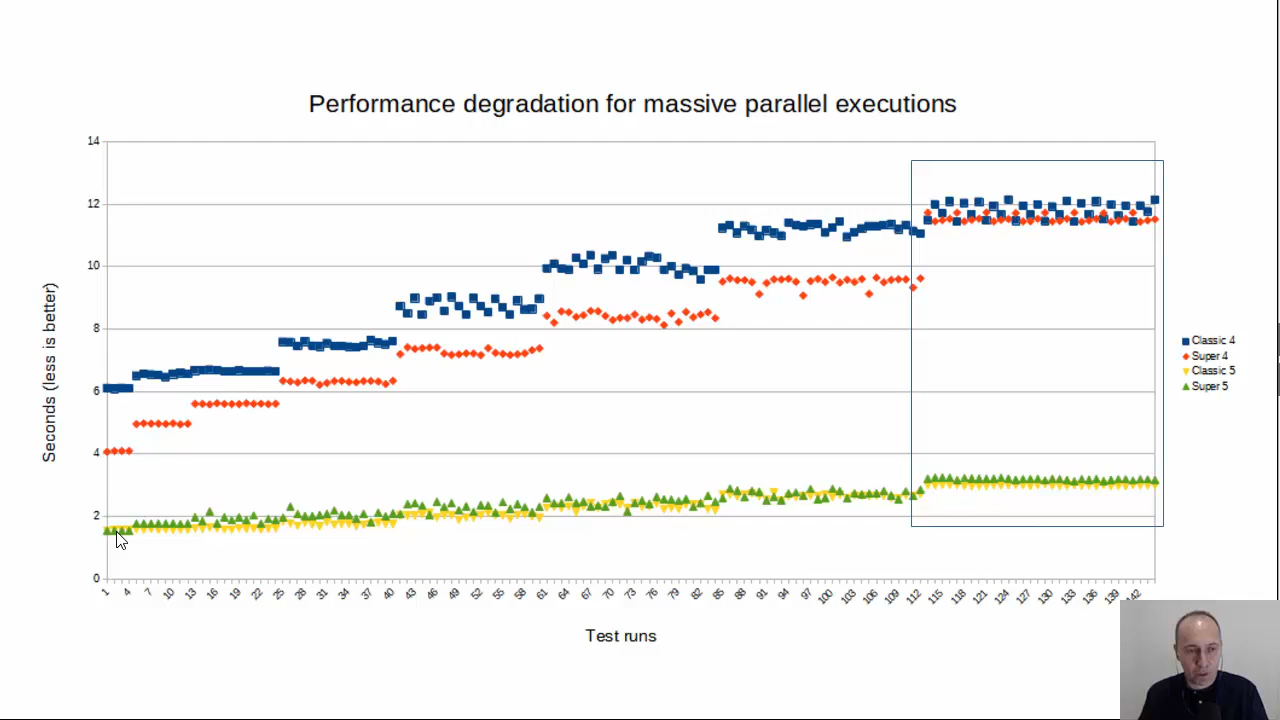 Performance degradation for massive parallel executions
Seconds (less is better)
14
12
10
8
6
4
2
0
1 4 7 10 13 16 19 22 25 28 31 34 37 40 43 46 49 52 55 58 61 64 67 70 73 76 79 82 85 88 91 94 97 100 103 106 109 112 115 118 121 124 127 130 133 136 139 142
Test runs
Classic 4
Super 4
Classic 5
Super 5